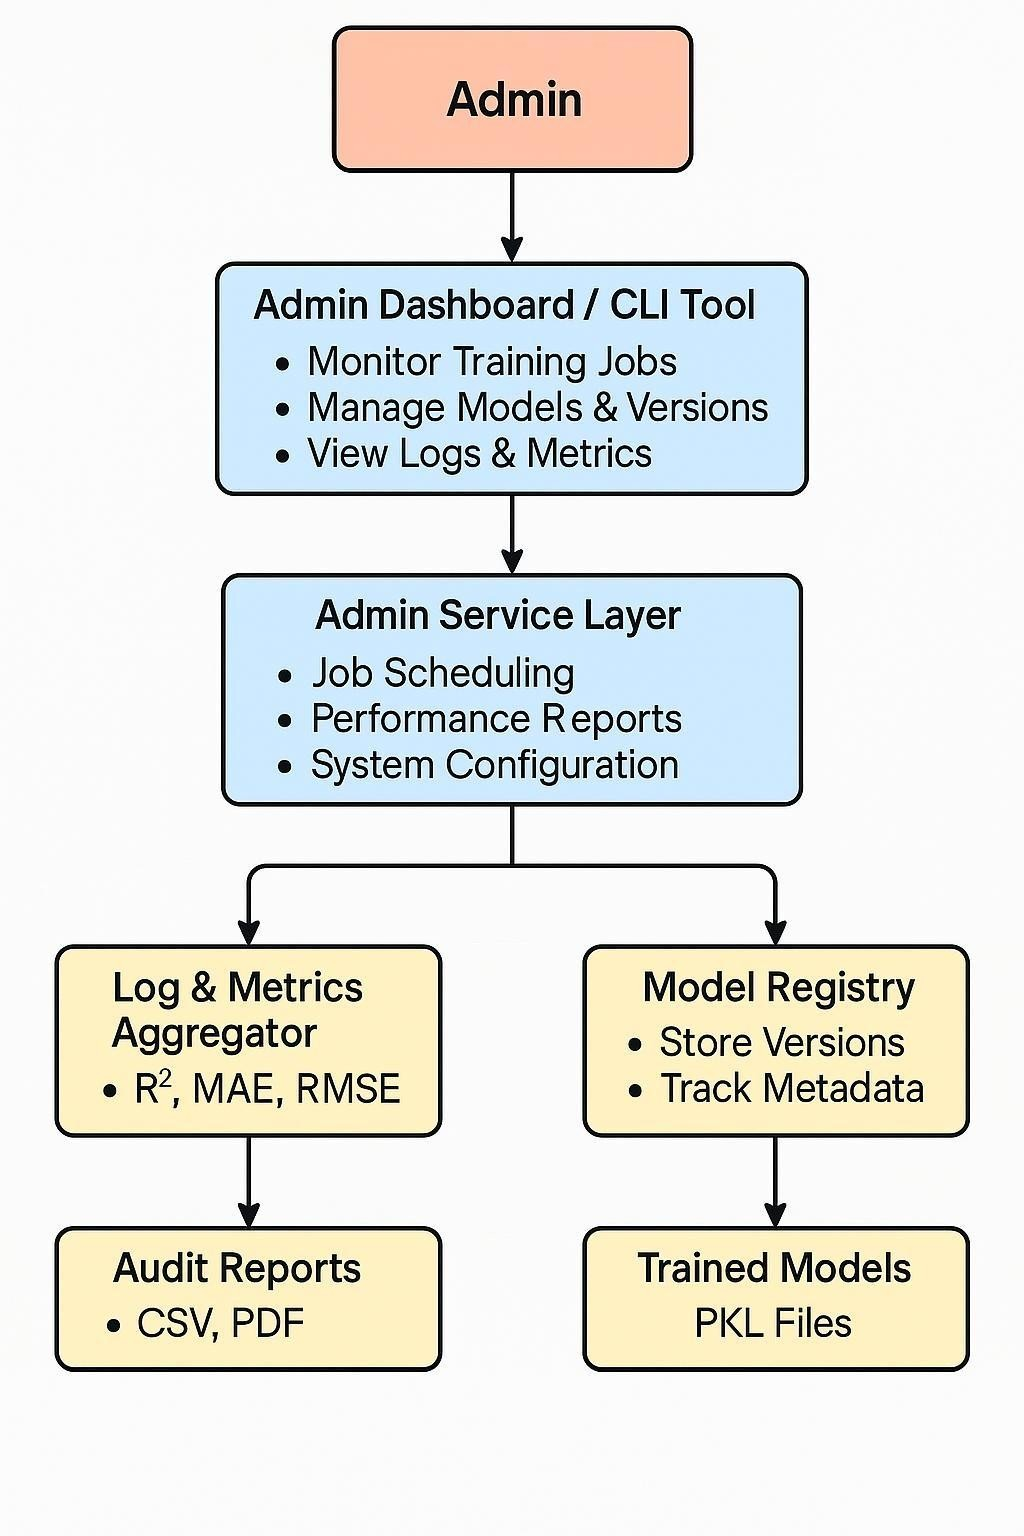 Admin
Admin Dashboard / CLI Tool
• Monitor Training Jobs
• Manage Models & Versions
• View Logs & Metrics
Admin Service Layer
• Job Scheduling
• Performance Reports
• System Configuration
Log & Metrics
Aggregator
• R², MAE, RMSE
Model Registry
• Store Versions
• Track Metadata
Audit Reports
• CSV, PDF
Trained Models
PKL Files